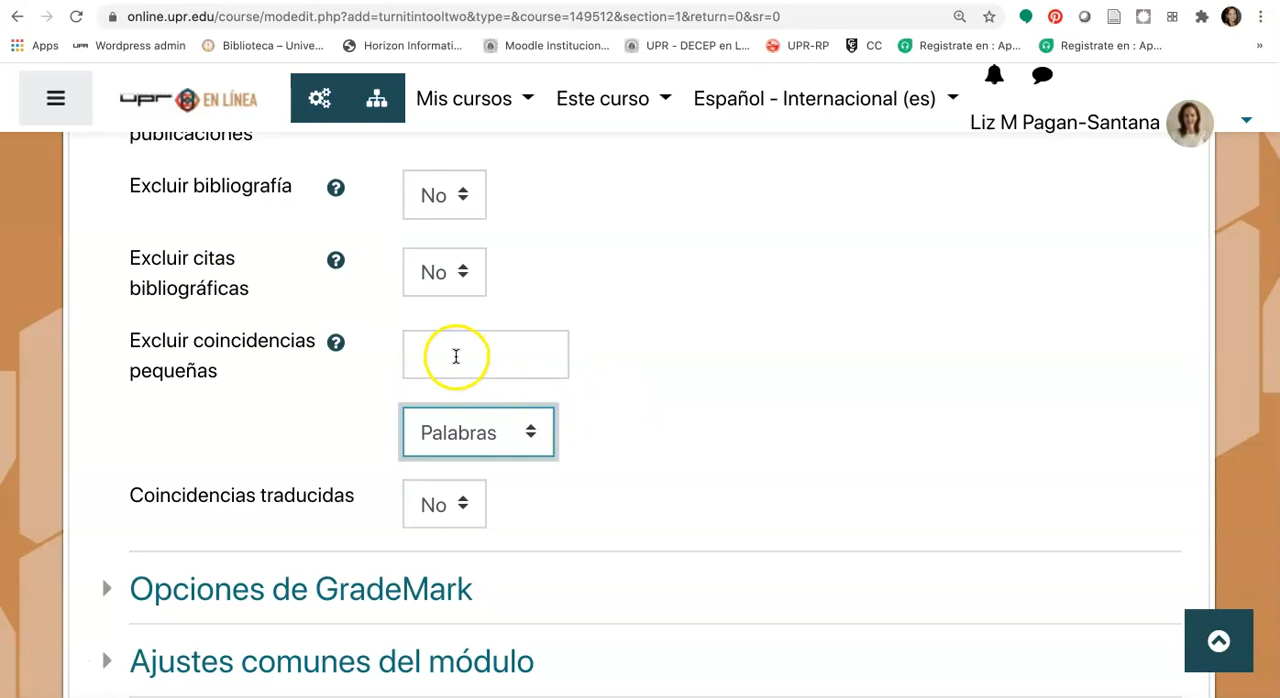 online.upr.edu/course/modedit.php?add=turnitintooltwo&type=&course=149512&section=1&return=0&sr=0
Apps Wordpress admin Biblioteca – Unive... Horizon Informati... Moodle Institucion... UPR - DECEP en L... UPR-RP CC Registrate en : Ap... Registrate en : Ap... »
upr EN LÍNEA Mis cursos Este curso Español - Internacional (es)
Liz M Pagan-Santana
publicaciones
Excluir bibliografía ? No
Excluir citas ? No
bibliográficas
Excluir coincidencias ?
pequeñas
Palabras
Coincidencias traducidas No
Opciones de GradeMark
Ajustes comunes del módulo